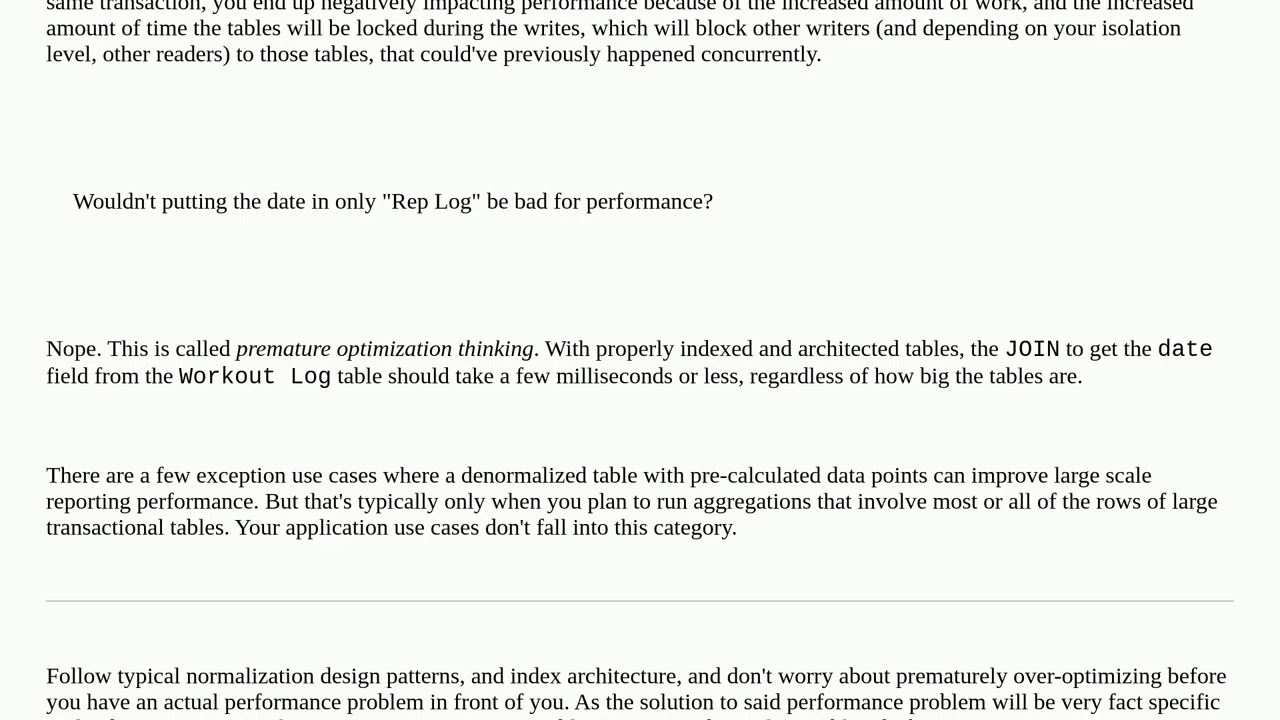 same transaction, you end up negatively impacting performance because of the increased amount of work, and the increased
amount of time the tables will be locked during the writes, which will block other writers (and depending on your isolation
level, other readers) to those tables, that could've previously happened concurrently.
Wouldn't putting the date in only "Rep Log" be bad for performance?
Nope. This is called premature optimization thinking. With properly indexed and architected tables, the JOIN to get the date
field from the Workout Log table should take a few milliseconds or less, regardless of how big the tables are.
There are a few exception use cases where a denormalized table with pre-calculated data points can improve large scale
reporting performance. But that's typically only when you plan to run aggregations that involve most or all of the rows of large
transactional tables. Your application use cases don't fall into this category.
Follow typical normalization design patterns, and index architecture, and don't worry about prematurely over-optimizing before
you have an actual performance problem in front of you. As the solution to said performance problem will be very fact specific